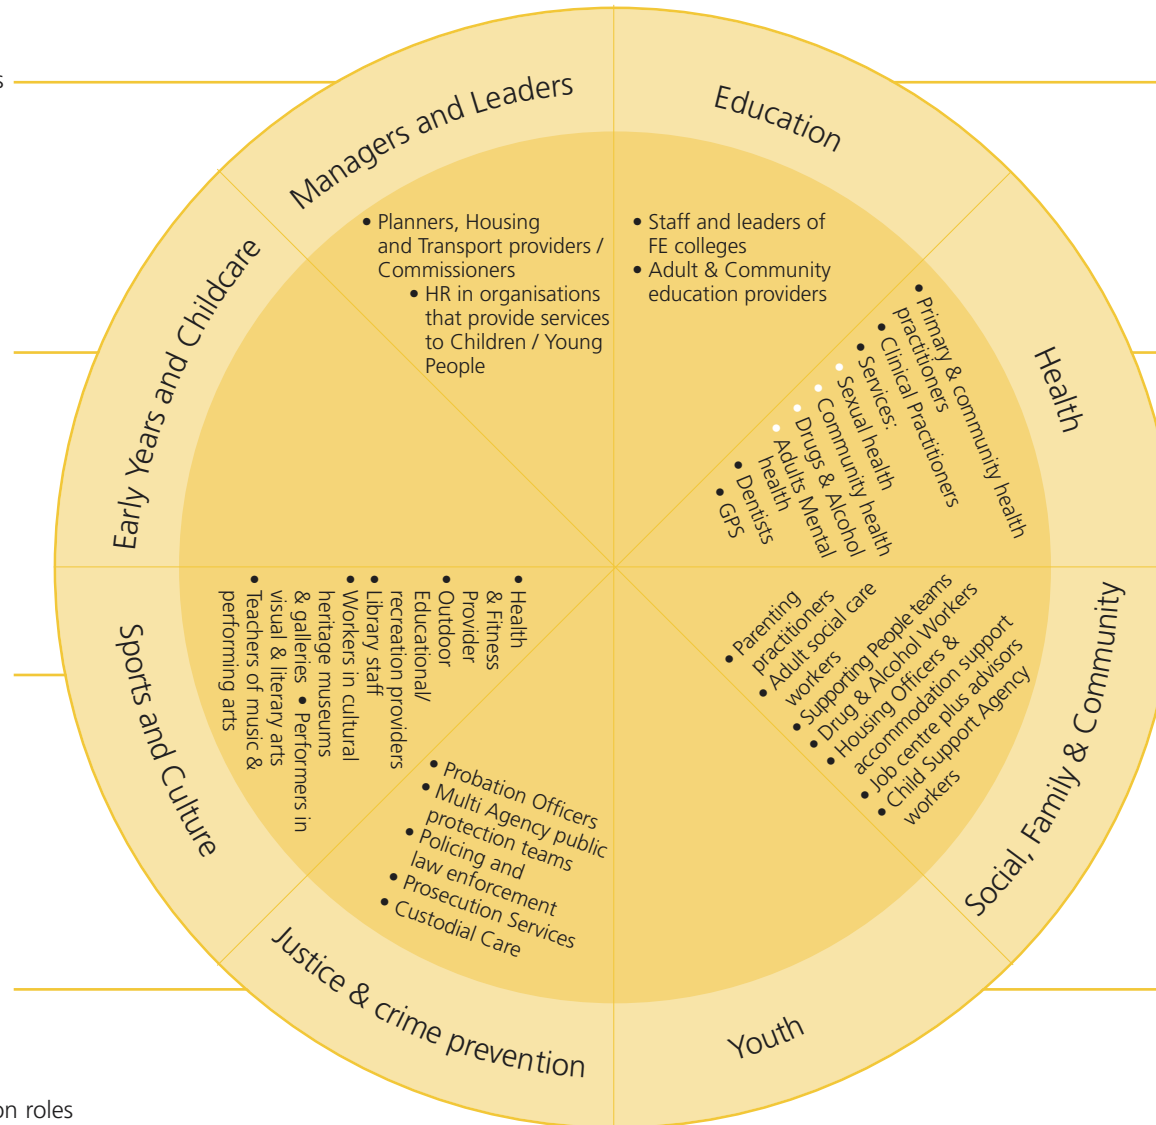 s
Managers and Leaders
• Planners, Housing
and Transport providers /
Commissioners
• HR in organisations
that provide services
to Children / Young
People
Education
• Staff and leaders of
FE colleges
• Adult & Community
education providers
Health
• Primary & community health
practitioners
• Clinical Practitioners
• Services:
• Sexual health
• Community health
• Drugs & Alcohol
• Adults Mental
health
• Dentists
• GPS
Social, Family & Community
• Parenting
practitioners
• Adult social care
workers
• Supporting People teams
• Drug & Alcohol Workers
• Housing Officers &
accommodation support
• Job centre plus advisors
• Child Support Agency
workers
Youth
Justice & crime prevention
• Probation Officers
• Multi Agency public
protection teams
• Policing and
law enforcement
• Prosecution Services
• Custodial Care
Sports and Culture
• Health
& Fitness
Provider
• Outdoor
Educational/
recreation providers
• Library staff
• Workers in cultural
heritage museums
& galleries • Performers in
visual & literary arts
• Teachers of music &
performing arts
Early Years and Childcare
on roles